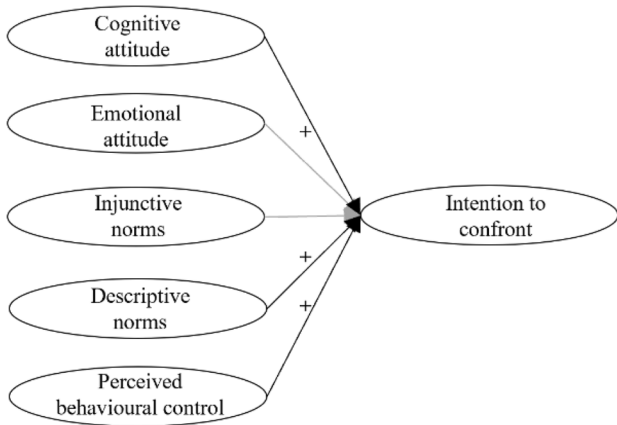 Cognitive
attitude
+
Emotional
attitude
Injunctive
norms
Intention to
confront
+
Descriptive
norms
+
Perceived
behavioural control